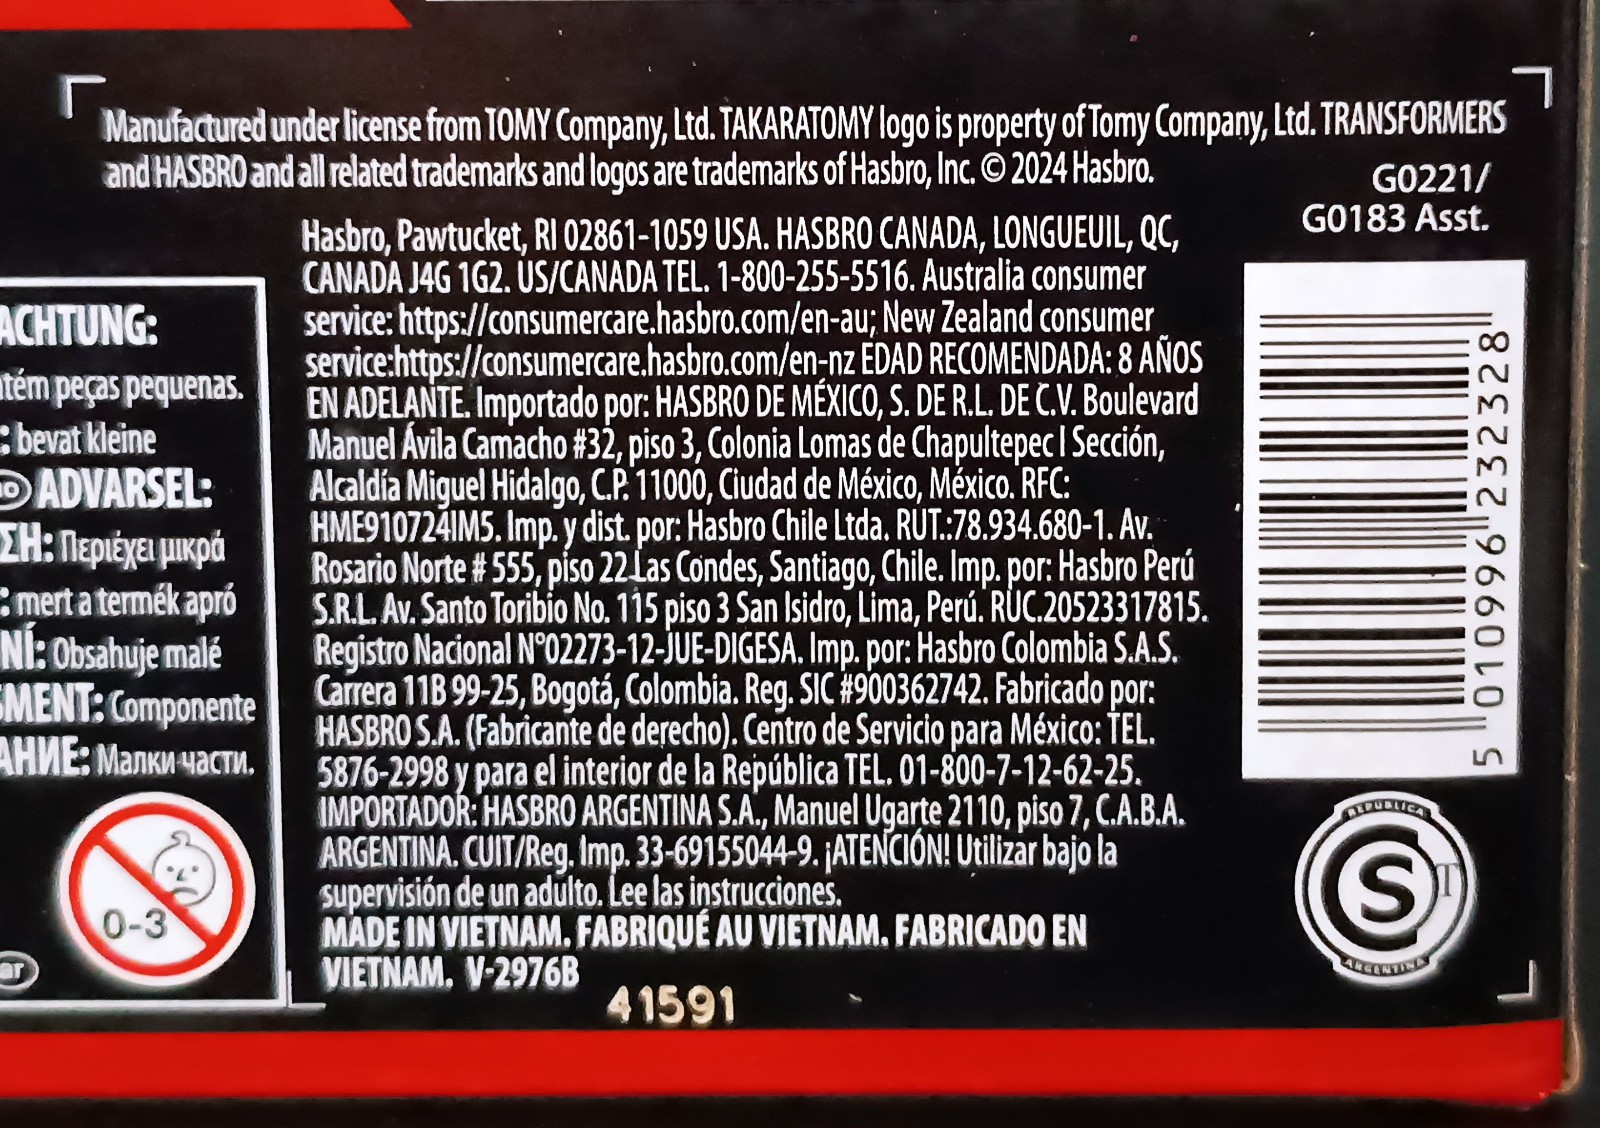 Manufactured under license from TOMY Company, Ltd. TAKARATOMY logo is property of Tomy Company, Ltd. TRANSFORMERS
and HASBRO and all related trademarks and logos are trademarks of Hasbro, Inc. © 2024 Hasbro.
G0221/
G0183 Asst.
Hasbro, Pawtucket, RI 02861-1059 USA. HASBRO CANADA, LONGUEUIL, QC,
CANADA J4G 1G2. US/CANADA TEL. 1-800-255-5516. Australia consumer
service: https://consumercare.hasbro.com/en-au; New Zealand consumer
service:https://consumercare.hasbro.com/en-nz EDAD RECOMENDADA: 8 AÑOS
EN ADELANTE. Importado por: HASBRO DE MÉXICO, S. DE R.L. DE C.V. Boulevard
Manuel Ávila Camacho #32, piso 3, Colonia Lomas de Chapultepec I Sección,
Alcaldía Miguel Hidalgo, C.P. 11000, Ciudad de México, México. RFC:
HME910724IM5. Imp. y dist. por: Hasbro Chile Ltda. RUT.:78.934.680-1. Av.
Rosario Norte # 555, piso 22 Las Condes, Santiago, Chile. Imp. por: Hasbro Perú
S.R.L. Av. Santo Toribio No. 115 piso 3 San Isidro, Lima, Perú. RUC.20523317815.
Registro Nacional N°02273-12-JUE-DIGESA. Imp. por: Hasbro Colombia S.A.S.
Carrera 11B 99-25, Bogotá, Colombia. Reg. SIC #900362742. Fabricado por:
HASBRO S.A. (Fabricante de derecho). Centro de Servicio para México: TEL.
5876-2998 y para el interior de la República TEL. 01-800-7-12-62-25.
IMPORTADOR: HASBRO ARGENTINA S.A., Manuel Ugarte 2110, piso 7, C.A.B.A.
ARGENTINA. CUIT/Reg. Imp. 33-69155044-9. ¡ATENCIÓN! Utilizar bajo la
supervisión de un adulto. Lee las instrucciones.
MADE IN VIETNAM. FABRIQUÉ AU VIETNAM. FABRICADO EN
VIETNAM. V-2976B
41591
ACHTUNG:
tém peças pequenas.
: bevat kleine
NO ADVARSEL:
ΣΗ: Περιέχει μικρά
: mert a termék apró
NÍ: Obsahuje malé
SMENT: Componente
АНИЕ: Малки части.
0-3
ar
5 010996 232328
REPÚBLICA
S T
ARGENTINA